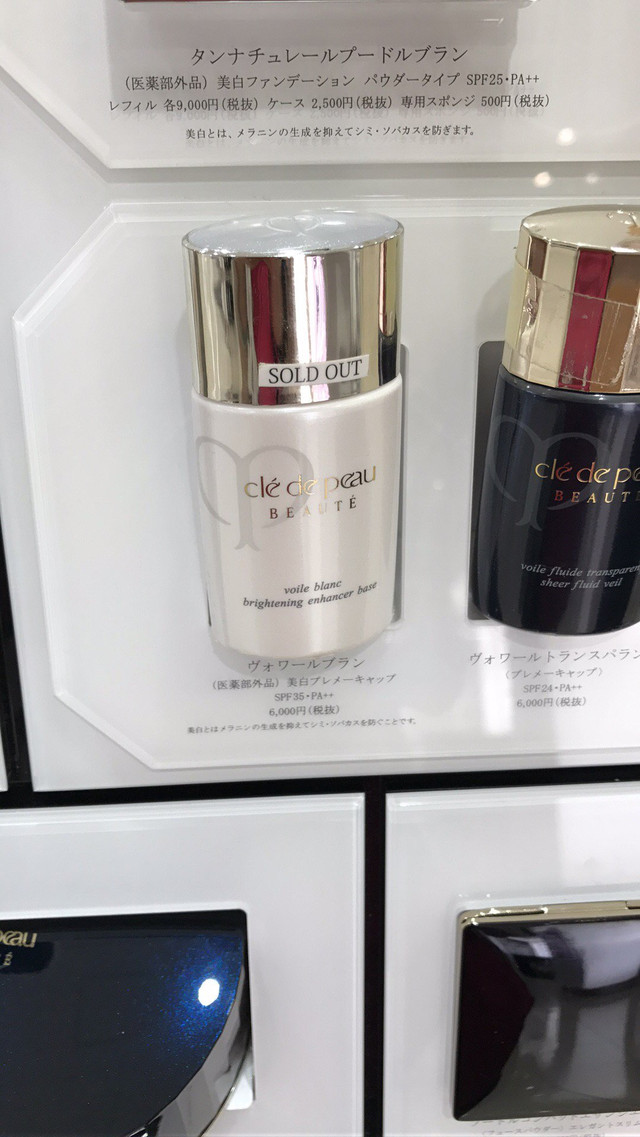 タンナチュレールプードルブラン
(医薬部外品) 美白ファンデーション パウダータイプ SPF25・PA++
レフィル 各9,000円(税抜) ケース 2,500円(税抜) 専用スポンジ 500円(税抜)
美白とは、メラニンの生成を抑えてシミ・ソバカスを防ぎます。
SOLD OUT
clé de peau
BEAUTÉ
voile blanc
brightening enhancer base
ヴォワールブラン
(医薬部外品) 美白プレメーキャップ
SPF35・PA++
6,000円(税抜)
美白とはメラニンの生成を抑えてシミ・ソバカスを防ぐことです。
clé de pe
BEAUT
voile fluide transparen
sheer fluid veil
ヴォワールトランスパラン
(プレメーキャップ)
SPF24・PA++
6,000円(税抜)
eau
É